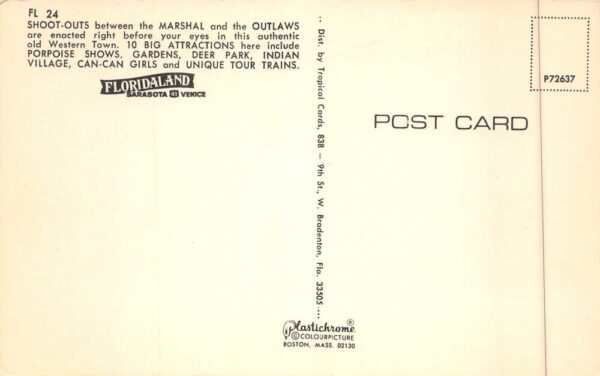 FL 24
SHOOT-OUTS between the MARSHAL and the OUTLAWS
are enacted right before your eyes in this authentic
old Western Town. 10 BIG ATTRACTIONS here include
PORPOISE SHOWS, GARDENS, DEER PARK, INDIAN
VILLAGE, CAN-CAN GIRLS and UNIQUE TOUR TRAINS.
FLORIDALAND
SARASOTA 41 VENICE
.. Dist. by Tropical Cards, 838 — 9th St., W. Bradenton, Fla. 33505 ...
P72637
POST CARD
Plastichrome®
© COLOURPICTURE
BOSTON, MASS. 02130